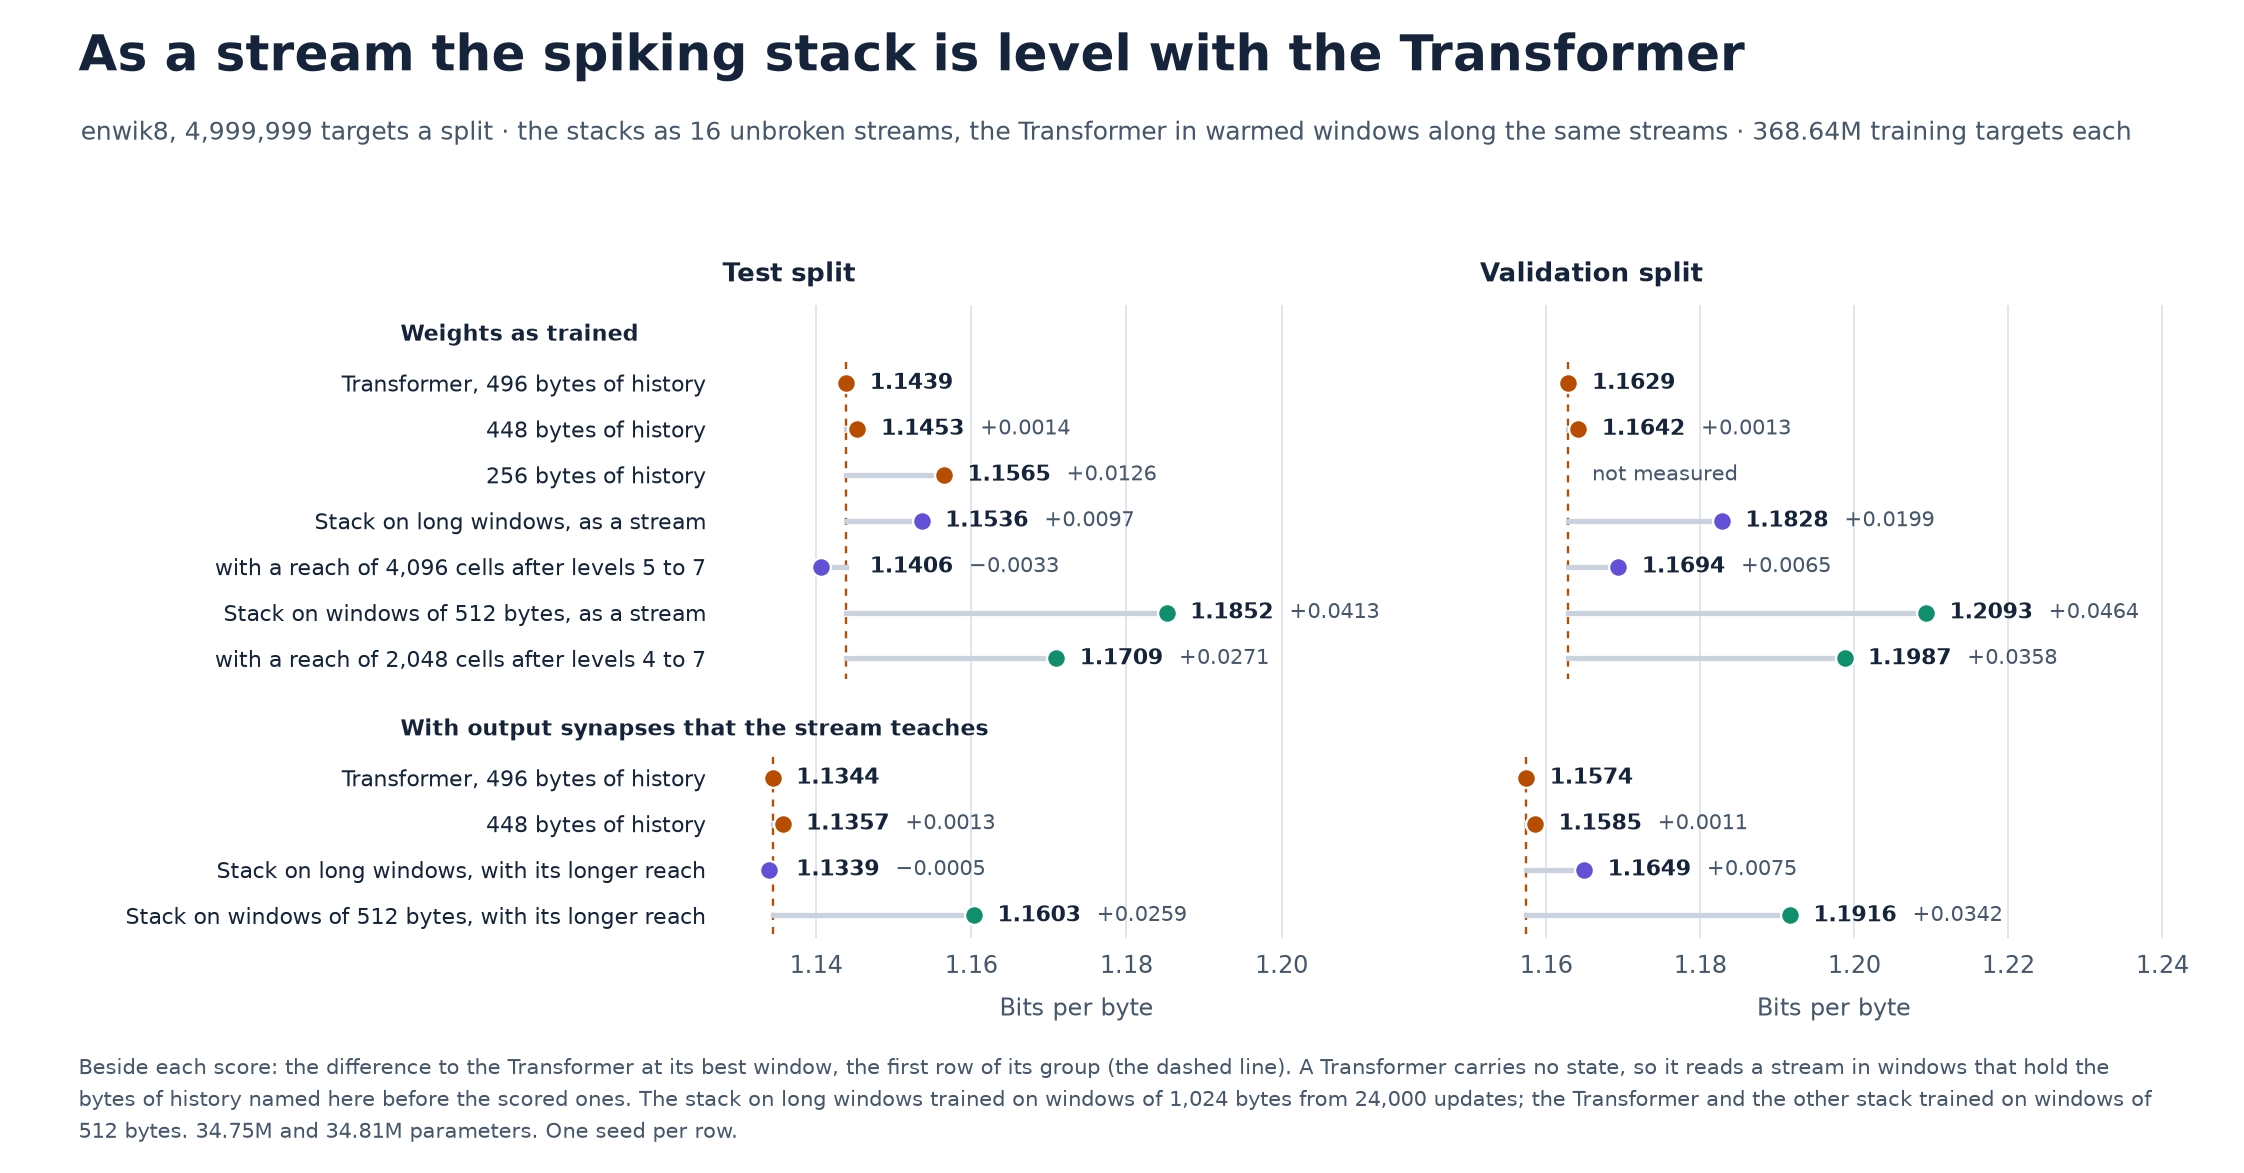 As a stream the spiking stack is level with the Transformer
enwik8, 4,999,999 targets a split · the stacks as 16 unbroken streams, the Transformer in warmed windows along the same streams · 368.64M training targets each
Test split
Validation split
Weights as trained
Transformer, 496 bytes of history 1.1439 1.1629
448 bytes of history 1.1453 +0.0014 1.1642 +0.0013
256 bytes of history 1.1565 +0.0126 not measured
Stack on long windows, as a stream 1.1536 +0.0097 1.1828 +0.0199
with a reach of 4,096 cells after levels 5 to 7 1.1406 −0.0033 1.1694 +0.0065
Stack on windows of 512 bytes, as a stream 1.1852 +0.0413 1.2093 +0.0464
with a reach of 2,048 cells after levels 4 to 7 1.1709 +0.0271 1.1987 +0.0358
With output synapses that the stream teaches
Transformer, 496 bytes of history 1.1344 1.1574
448 bytes of history 1.1357 +0.0013 1.1585 +0.0011
Stack on long windows, with its longer reach 1.1339 −0.0005 1.1649 +0.0075
Stack on windows of 512 bytes, with its longer reach 1.1603 +0.0259 1.1916 +0.0342
1.14 1.16 1.18 1.20 1.16 1.18 1.20 1.22 1.24
Bits per byte Bits per byte
Beside each score: the difference to the Transformer at its best window, the first row of its group (the dashed line). A Transformer carries no state, so it reads a stream in windows that hold the
bytes of history named here before the scored ones. The stack on long windows trained on windows of 1,024 bytes from 24,000 updates; the Transformer and the other stack trained on windows of
512 bytes. 34.75M and 34.81M parameters. One seed per row.